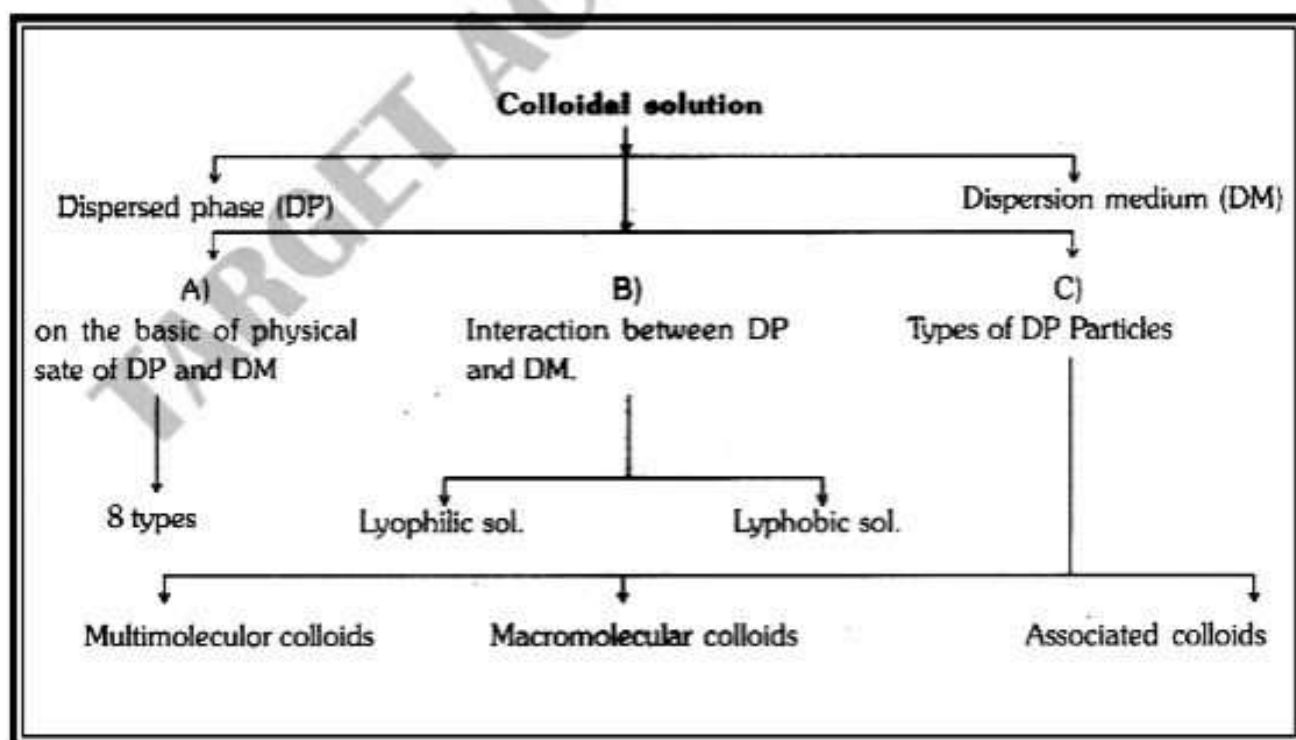 TARGET
Colloidal solution
Dispersed phase (DP)
Dispersion medium (DM)
A)
on the basic of physical
sate of DP and DM
B)
Interaction between DP
and DM.
C)
Types of DP Particles
8 types
Lyophilic sol.
Lyphobic sol.
Multimoleculor colloids
Macromolecular colloids
Associated colloids